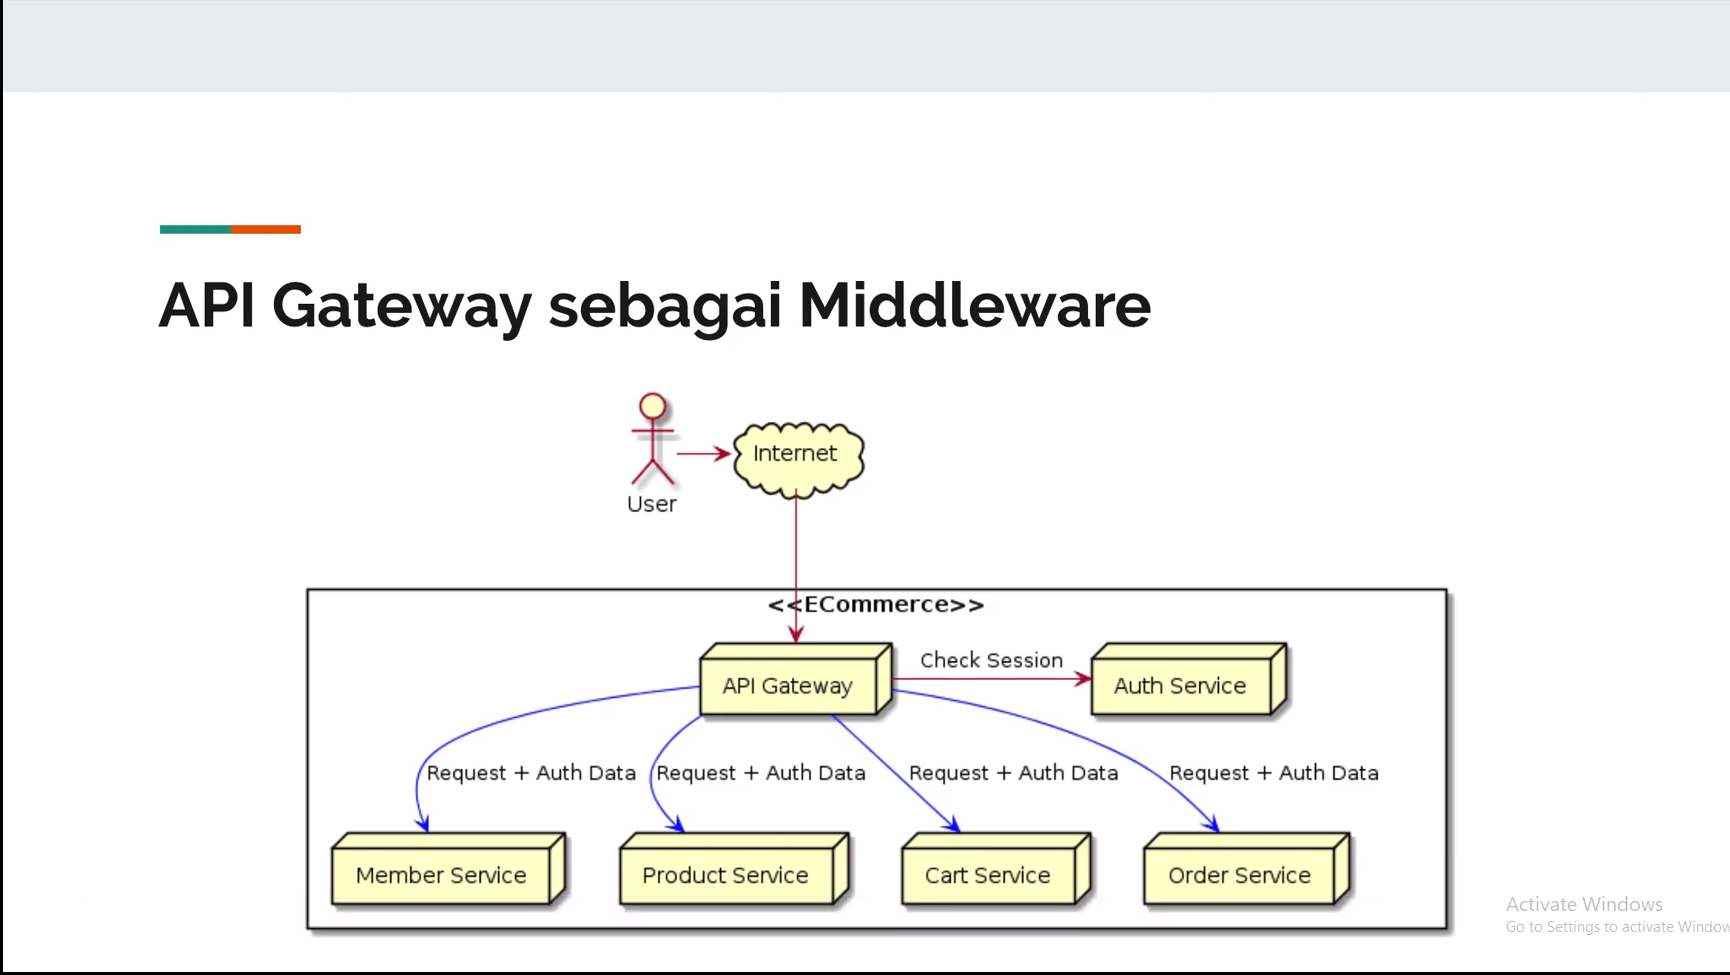 API Gateway sebagai Middleware
Internet
User
<<ECommerce>>
Check Session
API Gateway
Auth Service
Request + Auth Data
Request + Auth Data
Request + Auth Data
Request + Auth Data
Member Service
Product Service
Cart Service
Order Service
Activate Windows
Go to Settings to activate Window